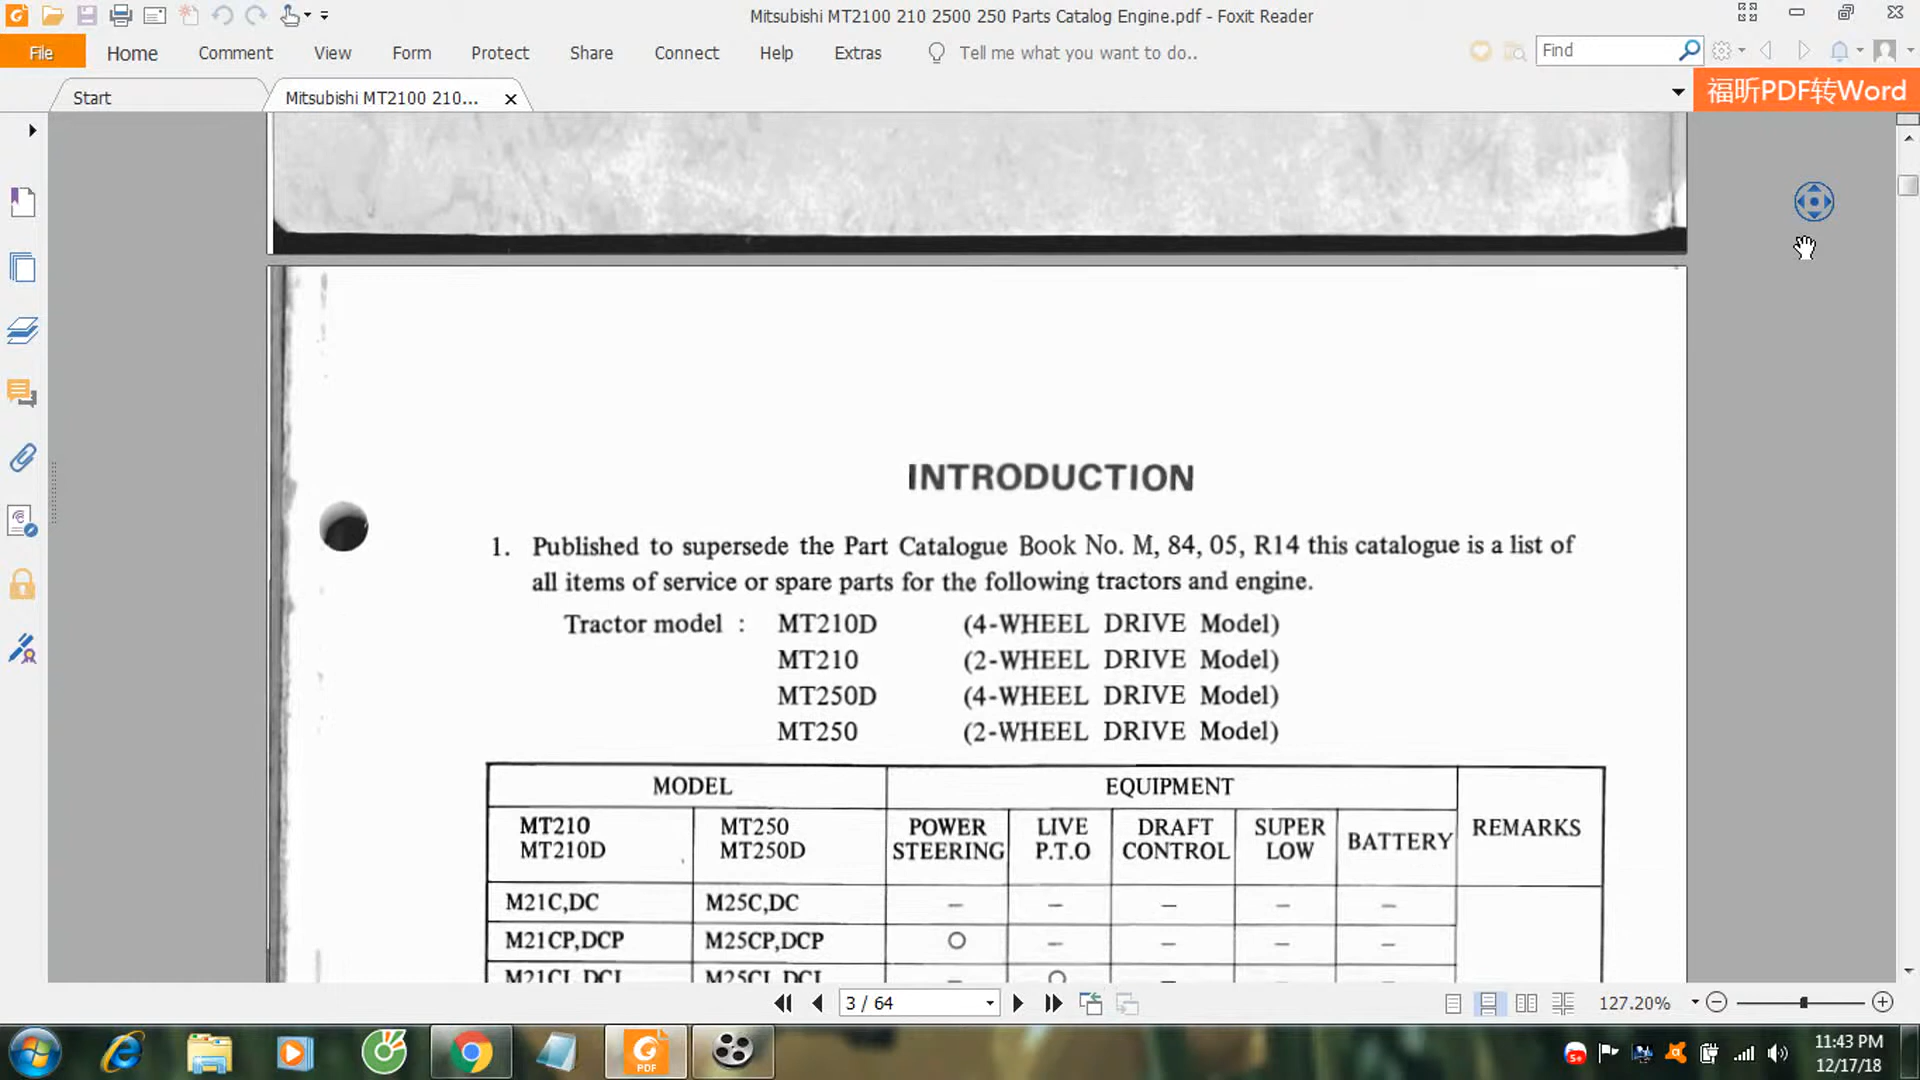 Mitsubishi MT2100 210 2500 250 Parts Catalog Engine.pdf - Foxit Reader
File Home Comment View Form Protect Share Connect Help Extras Tell me what you want to do.. Find
Start Mitsubishi MT2100 210... 福昕PDF转Word
INTRODUCTION
1. Published to supersede the Part Catalogue Book No. M, 84, 05, R14 this catalogue is a list of
all items of service or spare parts for the following tractors and engine.
Tractor model : MT210D (4-WHEEL DRIVE Model)
MT210 (2-WHEEL DRIVE Model)
MT250D (4-WHEEL DRIVE Model)
MT250 (2-WHEEL DRIVE Model)
MODEL EQUIPMENT REMARKS
MT210 MT250 POWER LIVE DRAFT SUPER BATTERY
MT210D MT250D STEERING P.T.O CONTROL LOW
M21C,DC M25C,DC – – – – –
M21CP,DCP M25CP,DCP ○ – – – –
3 / 64 127.20%
PDF
11:43 PM
12/17/18